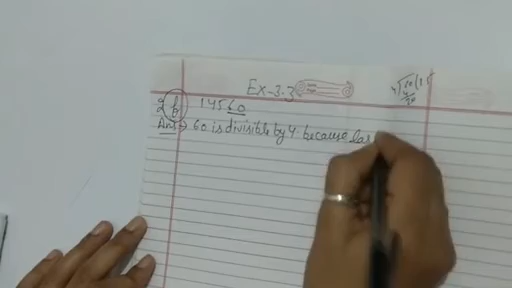 Ex-3.3
2 f 14560
Ans→ 60 is divisible by 4. because las